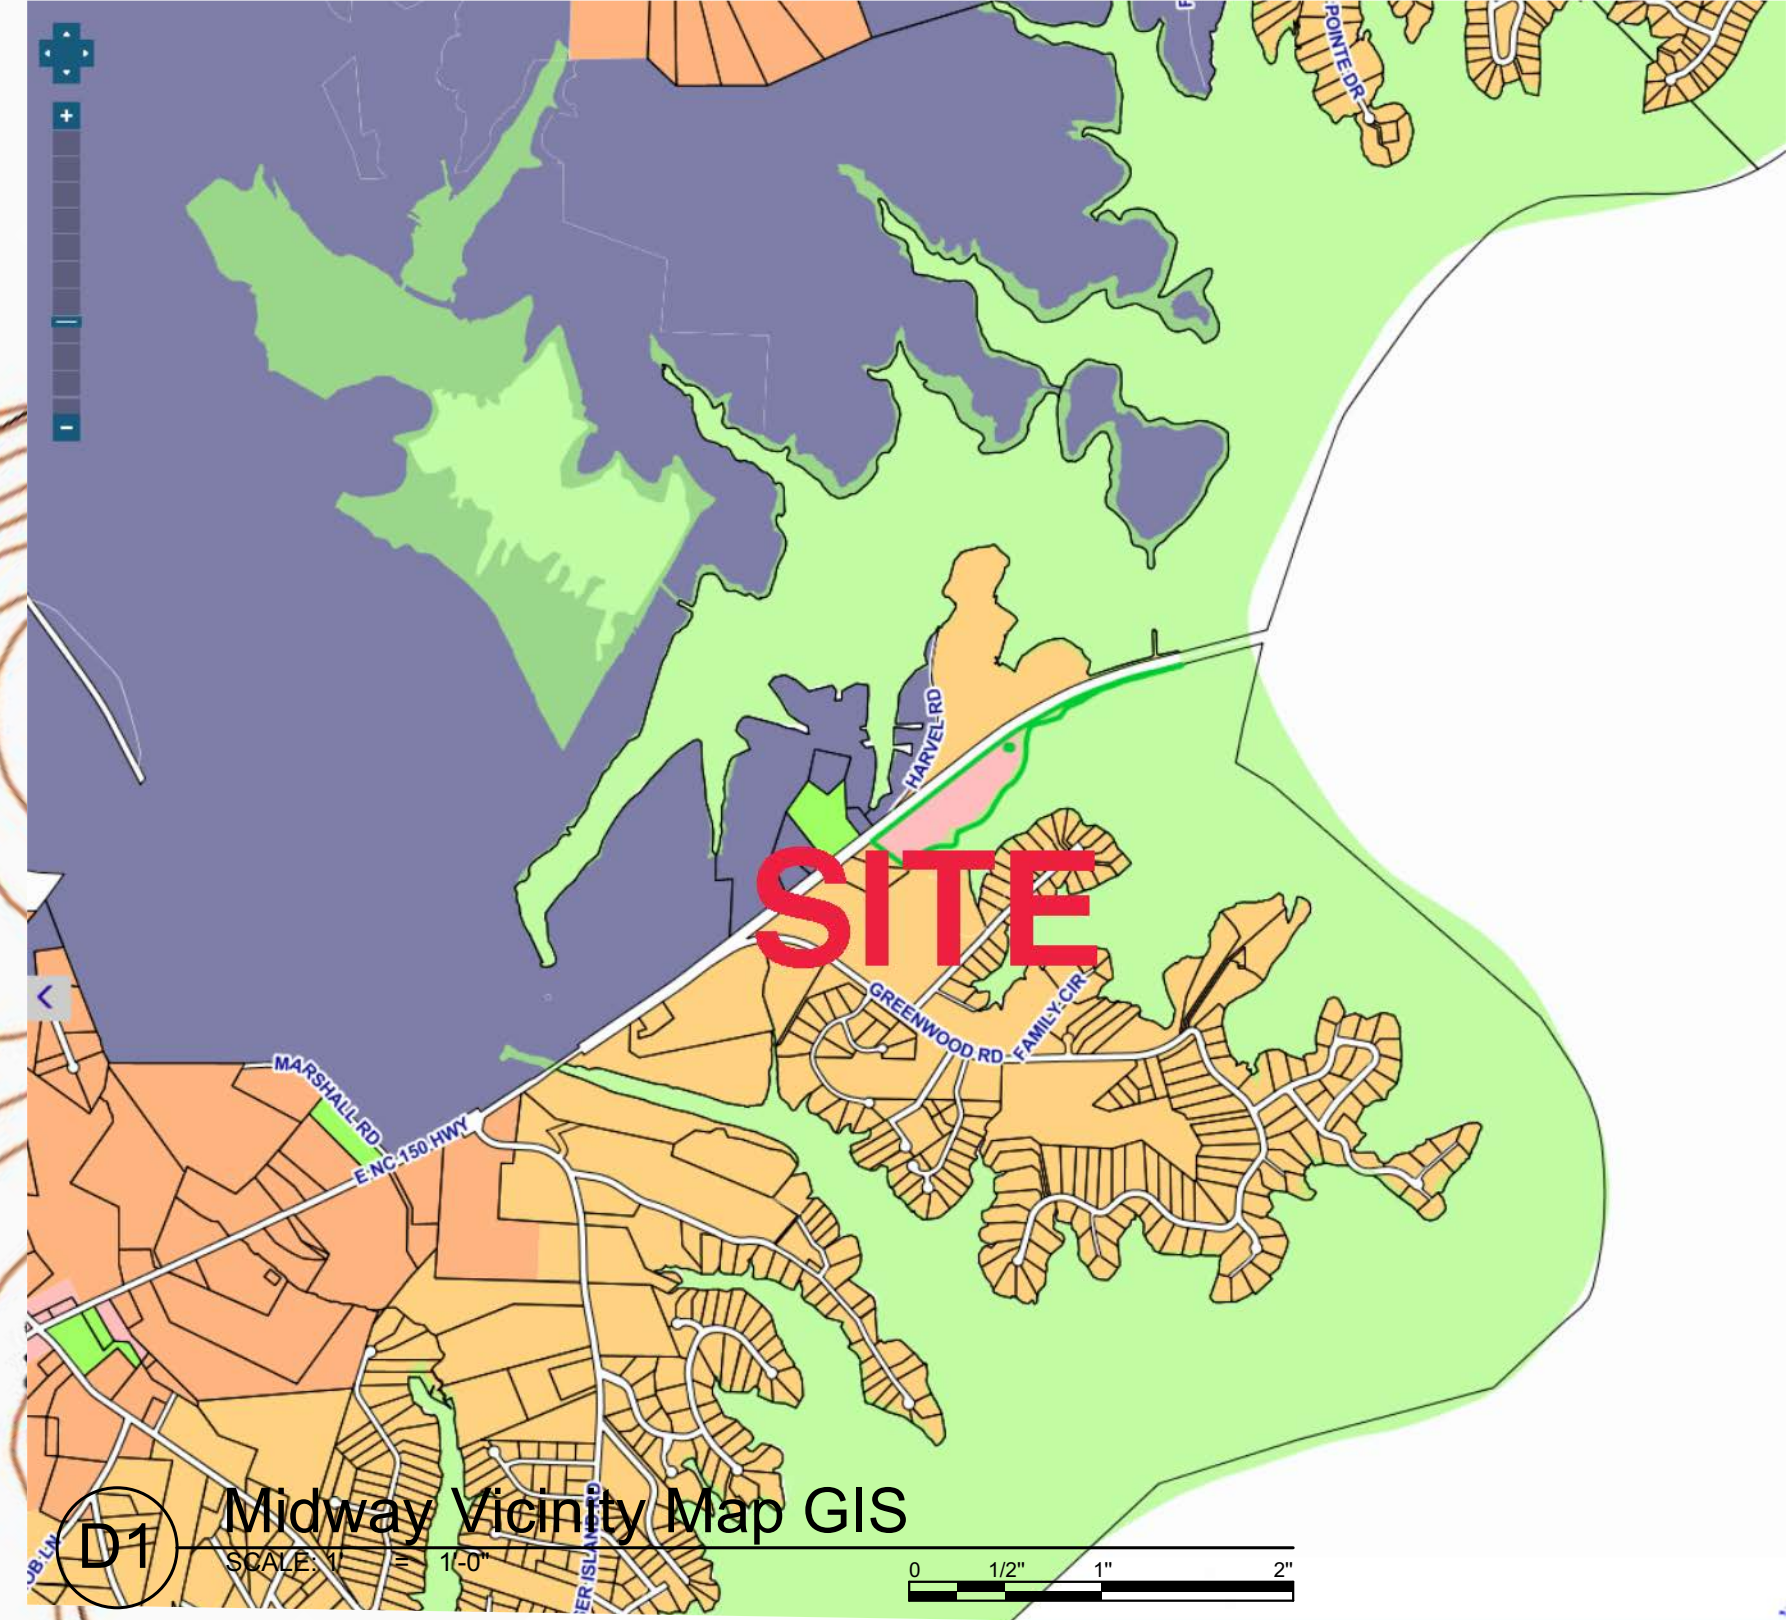 POINTE DR
HARVEL RD
SITE
GREENWOOD RD
FAMILY CIR
MARSHALL RD
E NC 150 HWY
D1
Midway Vicinity Map GIS
SCALE: 1' = 1'-0"
0 1/2" 1" 2"